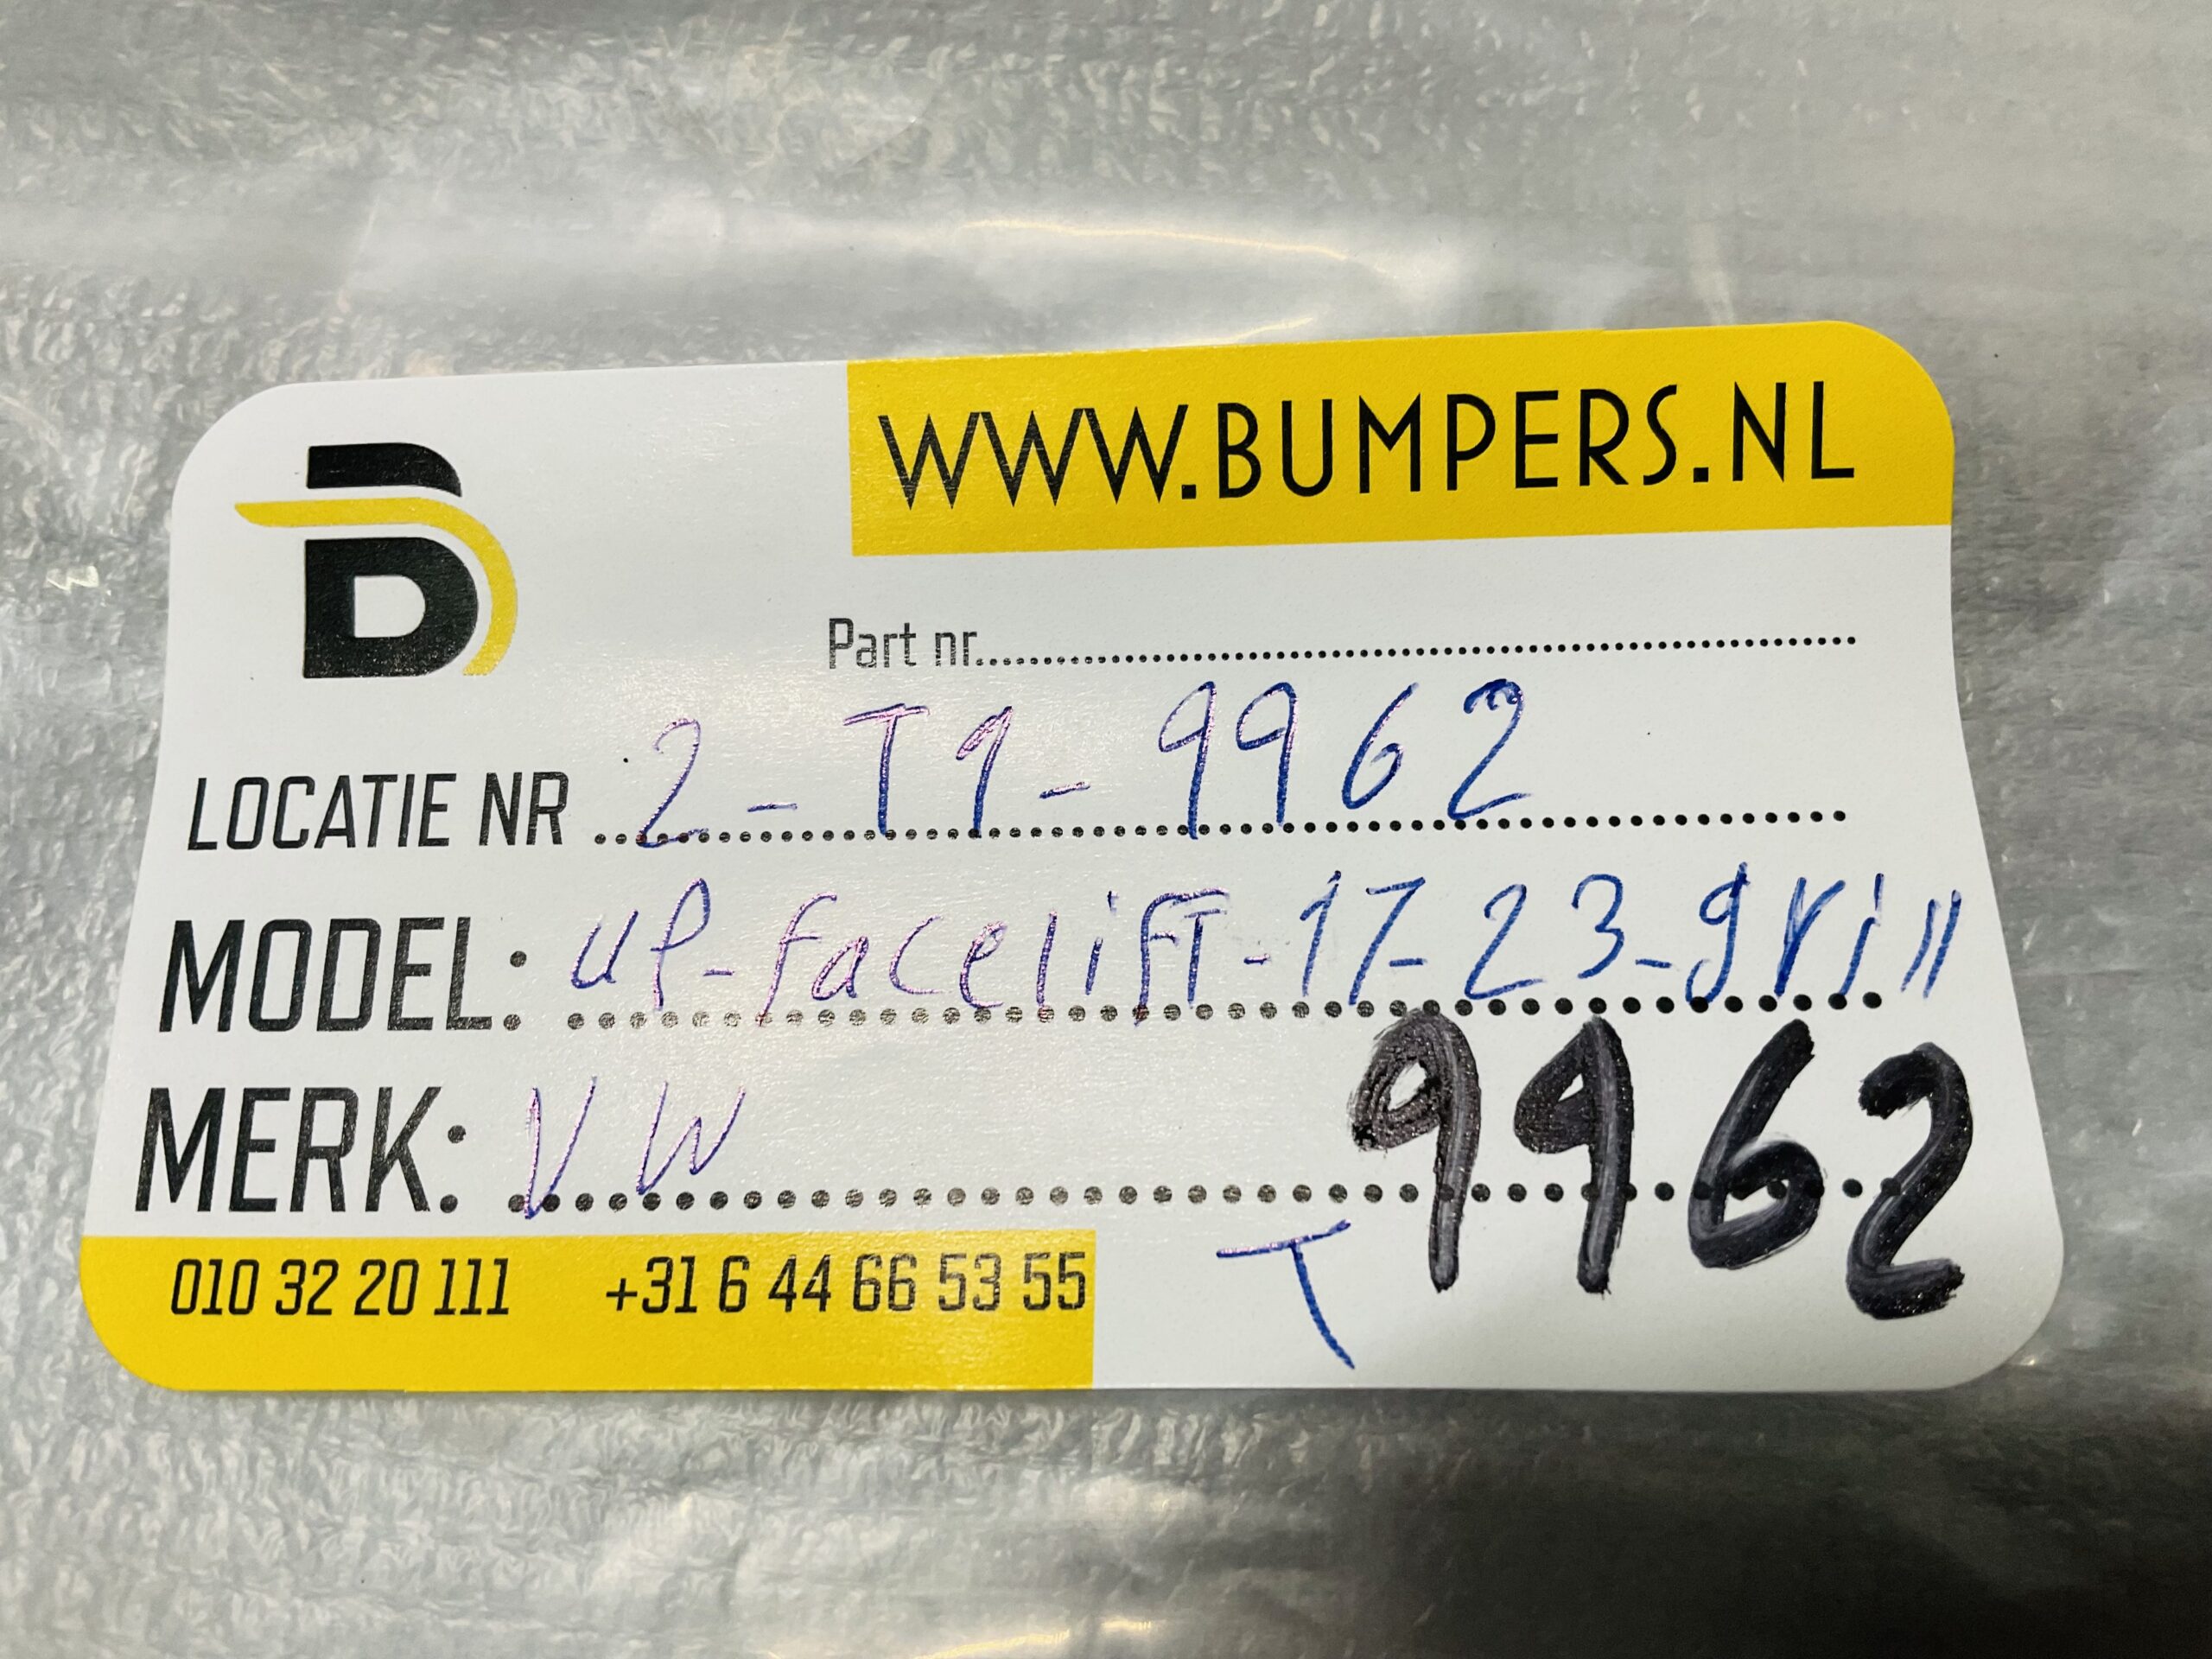 WWW.BUMPERS.NL
B
Part nr.
LOCATIE NR 2-T9-9962
MODEL: up-facelift-17-23-grill
MERK: VW
9962
010 32 20 111 +31 6 44 66 53 55
T